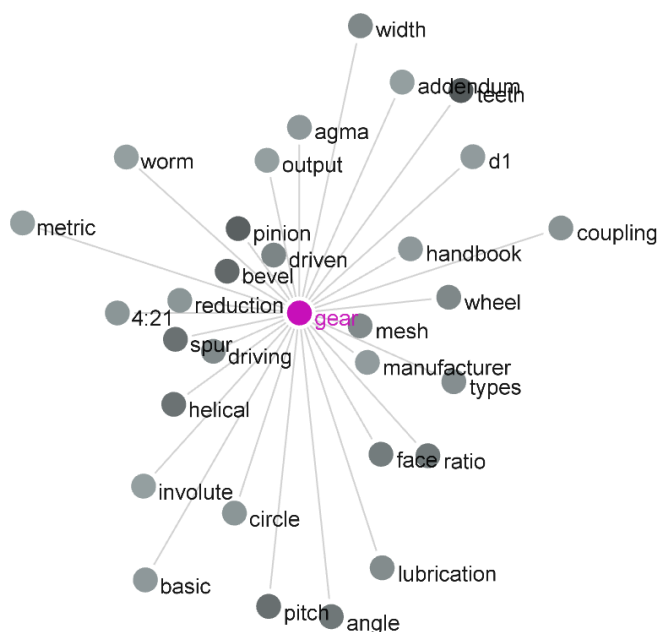 width
addendum
teeth
agma
output
d1
worm
metric
pinion
coupling
driven
handbook
bevel
reduction
wheel
4:21
gear
mesh
spur
driving
manufacturer
types
helical
face
ratio
involute
circle
lubrication
basic
pitch
angle